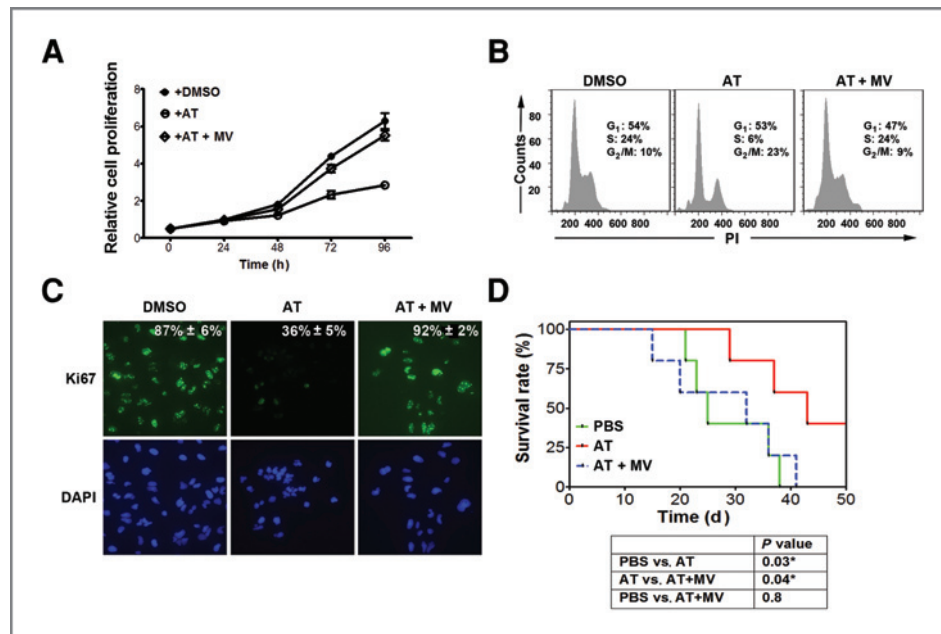 A
Relative cell proliferation
8
6
4
2
0
+DMSO
+AT
+AT + MV
0 24 48 72 96
Time (h)
B
DMSO AT AT + MV
Counts
80
60
40
20
G1: 54%
S: 24%
G2/M: 10%
G1: 53%
S: 6%
G2/M: 23%
G1: 47%
S: 24%
G2/M: 9%
200 400 600 800 200 400 600 800 200 400 600 800
PI
C
DMSO AT AT + MV
87% ± 6% 36% ± 5% 92% ± 2%
Ki67
DAPI
D
Survival rate (%)
100
75
50
25
0
PBS
AT
AT + MV
0 10 20 30 40 50
Time (d)
P value
PBS vs. AT 0.03*
AT vs. AT+MV 0.04*
PBS vs. AT+MV 0.8